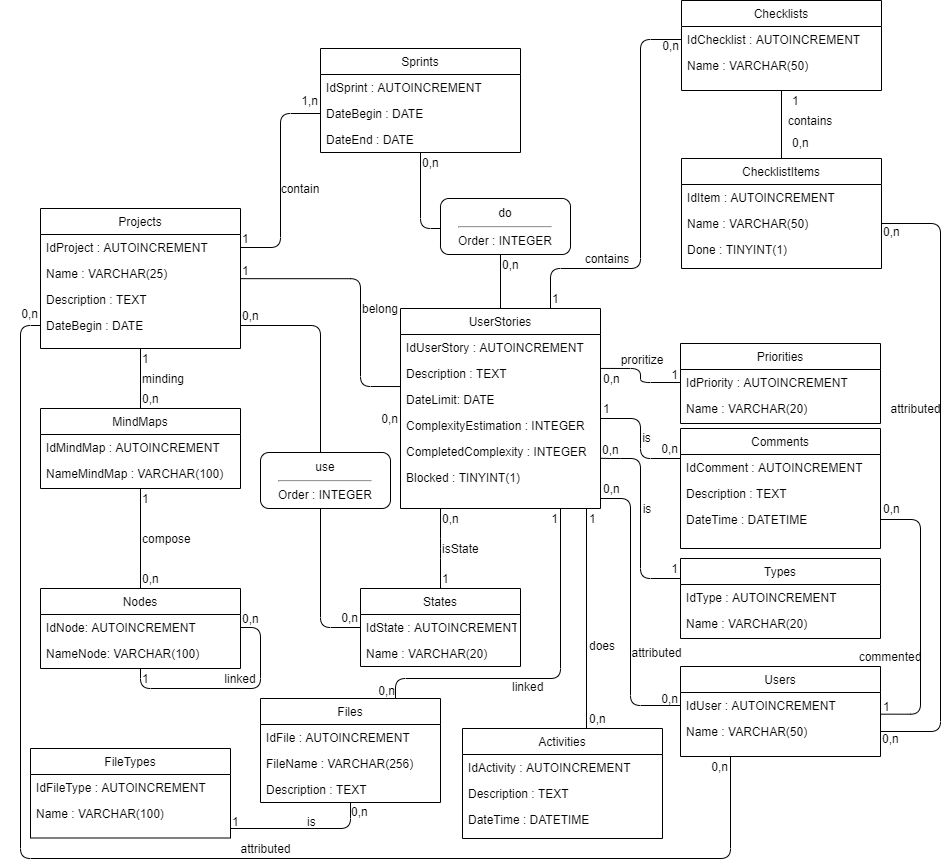 Checklists
IdChecklist : AUTOINCREMENT
Name : VARCHAR(50)
0,n
1
contains
0,n
Sprints
IdSprint : AUTOINCREMENT
DateBegin : DATE
DateEnd : DATE
1,n
0,n
contain
ChecklistItems
IdItem : AUTOINCREMENT
Name : VARCHAR(50)
Done : TINYINT(1)
0,n
do
Order : INTEGER
0,n
contains
1
Projects
IdProject : AUTOINCREMENT
Name : VARCHAR(25)
Description : TEXT
DateBegin : DATE
1
1
0,n
0,n
belong
0,n
UserStories
IdUserStory : AUTOINCREMENT
Description : TEXT
DateLimit: DATE
ComplexityEstimation : INTEGER
CompletedComplexity : INTEGER
Blocked : TINYINT(1)
proritize
0,n
1
Priorities
IdPriority : AUTOINCREMENT
Name : VARCHAR(20)
attributed
1
minding
0,n
MindMaps
IdMindMap : AUTOINCREMENT
NameMindMap : VARCHAR(100)
1
is
0,n
Comments
IdComment : AUTOINCREMENT
Description : TEXT
DateTime : DATETIME
0,n
0,n
is
1
use
Order : INTEGER
0,n
1
compose
0,n
0,n
isState
1
1
1
Types
IdType : AUTOINCREMENT
Name : VARCHAR(20)
Nodes
IdNode: AUTOINCREMENT
NameNode: VARCHAR(100)
0,n
1
linked
0,n
States
IdState : AUTOINCREMENT
Name : VARCHAR(20)
does
attributed
0,n
commented
linked
0,n
Users
IdUser : AUTOINCREMENT
Name : VARCHAR(50)
1
0,n
0,n
Files
IdFile : AUTOINCREMENT
FileName : VARCHAR(256)
Description : TEXT
0,n
0,n
Activities
IdActivity : AUTOINCREMENT
Description : TEXT
DateTime : DATETIME
FileTypes
IdFileType : AUTOINCREMENT
Name : VARCHAR(100)
1
is
attributed